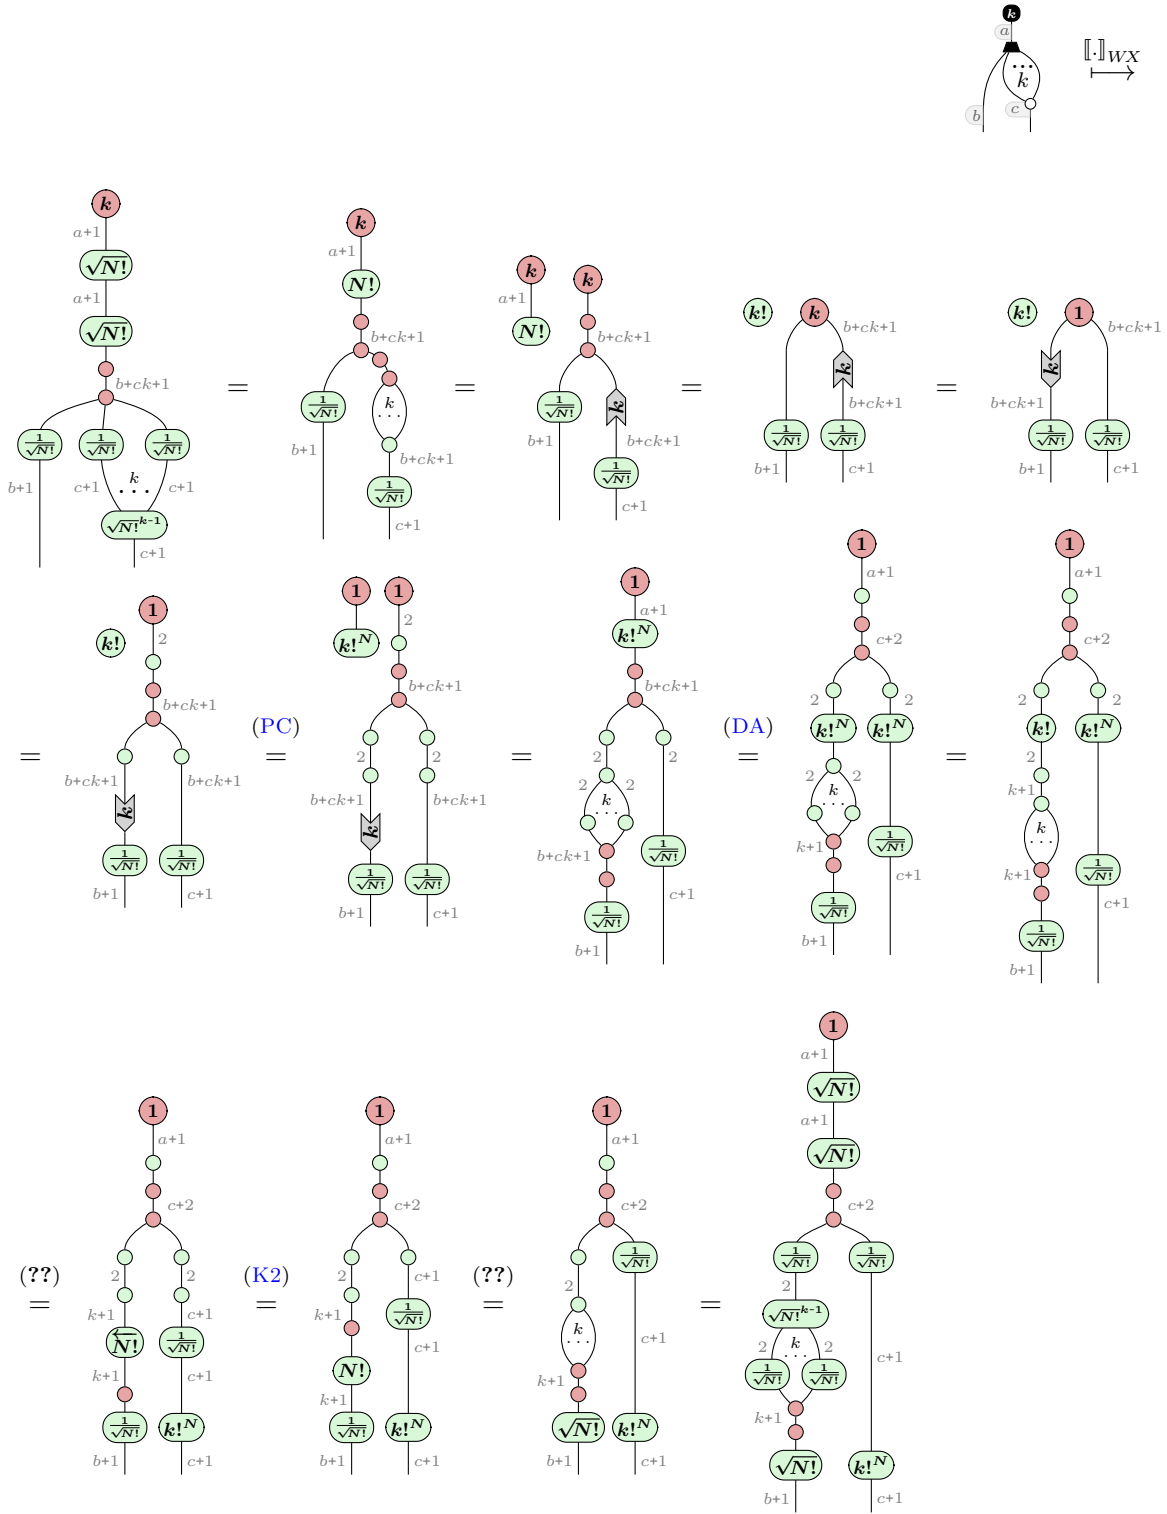 k
a
... k
b c
⟦.⟧_WX ⟼
k
a+1
√N!
a+1
√N!
b+ck+1
1/√N! 1/√N! 1/√N!
b+1 c+1 k ... c+1
√N!^{k-1}
c+1
=
k
a+1
N!
b+ck+1
1/√N! k ...
b+1 b+ck+1
1/√N!
c+1
=
k k
a+1
N!
b+ck+1
1/√N! k
b+1 b+ck+1
1/√N!
c+1
=
k! k
b+ck+1
k
b+ck+1
1/√N! 1/√N!
b+1 c+1
=
k! 1
b+ck+1
k
b+ck+1
1/√N! 1/√N!
b+1 c+1
=
1
k! 2
b+ck+1
b+ck+1 b+ck+1
k
1/√N! 1/√N!
b+1 c+1
(PC)
=
1 1
2
k!^N
b+ck+1
2 2
b+ck+1 b+ck+1
k
1/√N! 1/√N!
b+1 c+1
=
1
a+1
k!^N
b+ck+1
2 2
2 k ... 2
b+ck+1 1/√N!
c+1
1/√N!
b+1
(DA)
=
1
a+1
c+2
2 2
k!^N k!^N
2 k ... 2
k+1 1/√N!
c+1
1/√N!
b+1
=
1
a+1
c+2
2 2
k! k!^N
2
k+1
k ...
k+1 1/√N!
c+1
1/√N!
b+1
(??)
=
1
a+1
c+2
2 2
k+1 c+1
←N! 1/√N!
k+1 c+1
1/√N! k!^N
b+1 c+1
(K2)
=
1
a+1
c+2
2 c+1
k+1 1/√N!
c+1
N!
k+1
1/√N! k!^N
b+1 c+1
(??)
=
1
a+1
c+2
1/√N!
2
k ... c+1
k+1
√N! k!^N
b+1 c+1
=
1
a+1
√N!
a+1
√N!
c+2
1/√N! 1/√N!
2
√N!^{k-1}
2 k ... 2 c+1
1/√N! 1/√N!
k+1
√N! k!^N
b+1 c+1